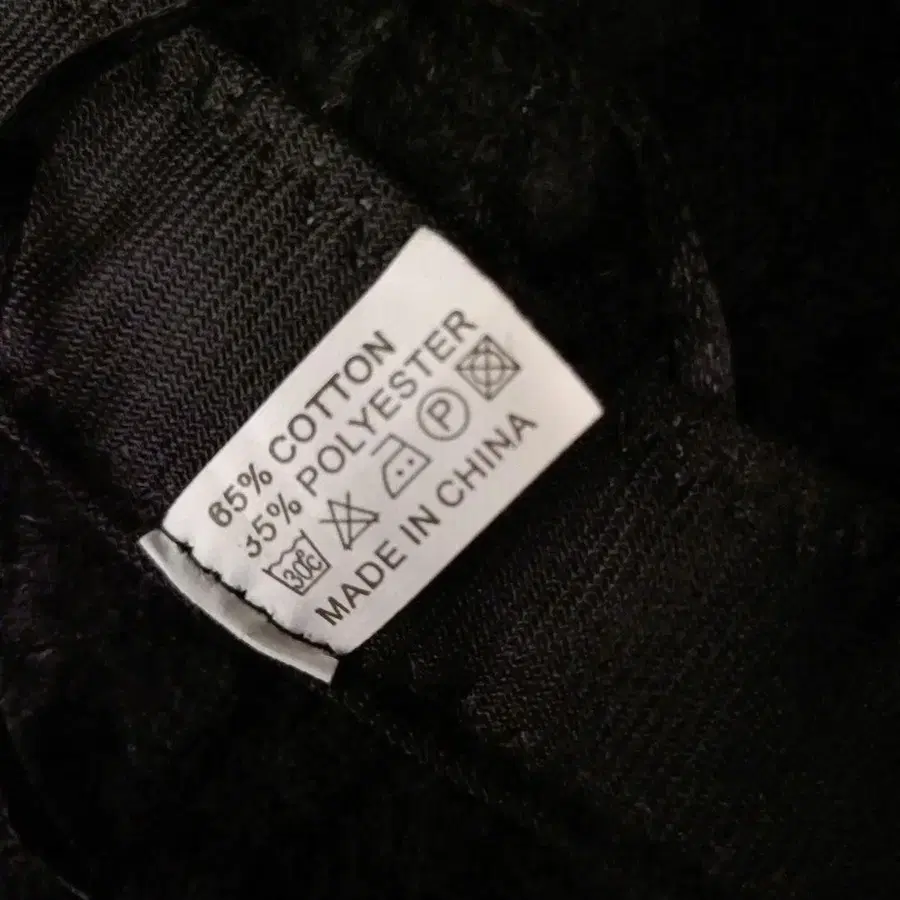 65% COTTON
35% POLYESTER
30°C P
MADE IN CHINA